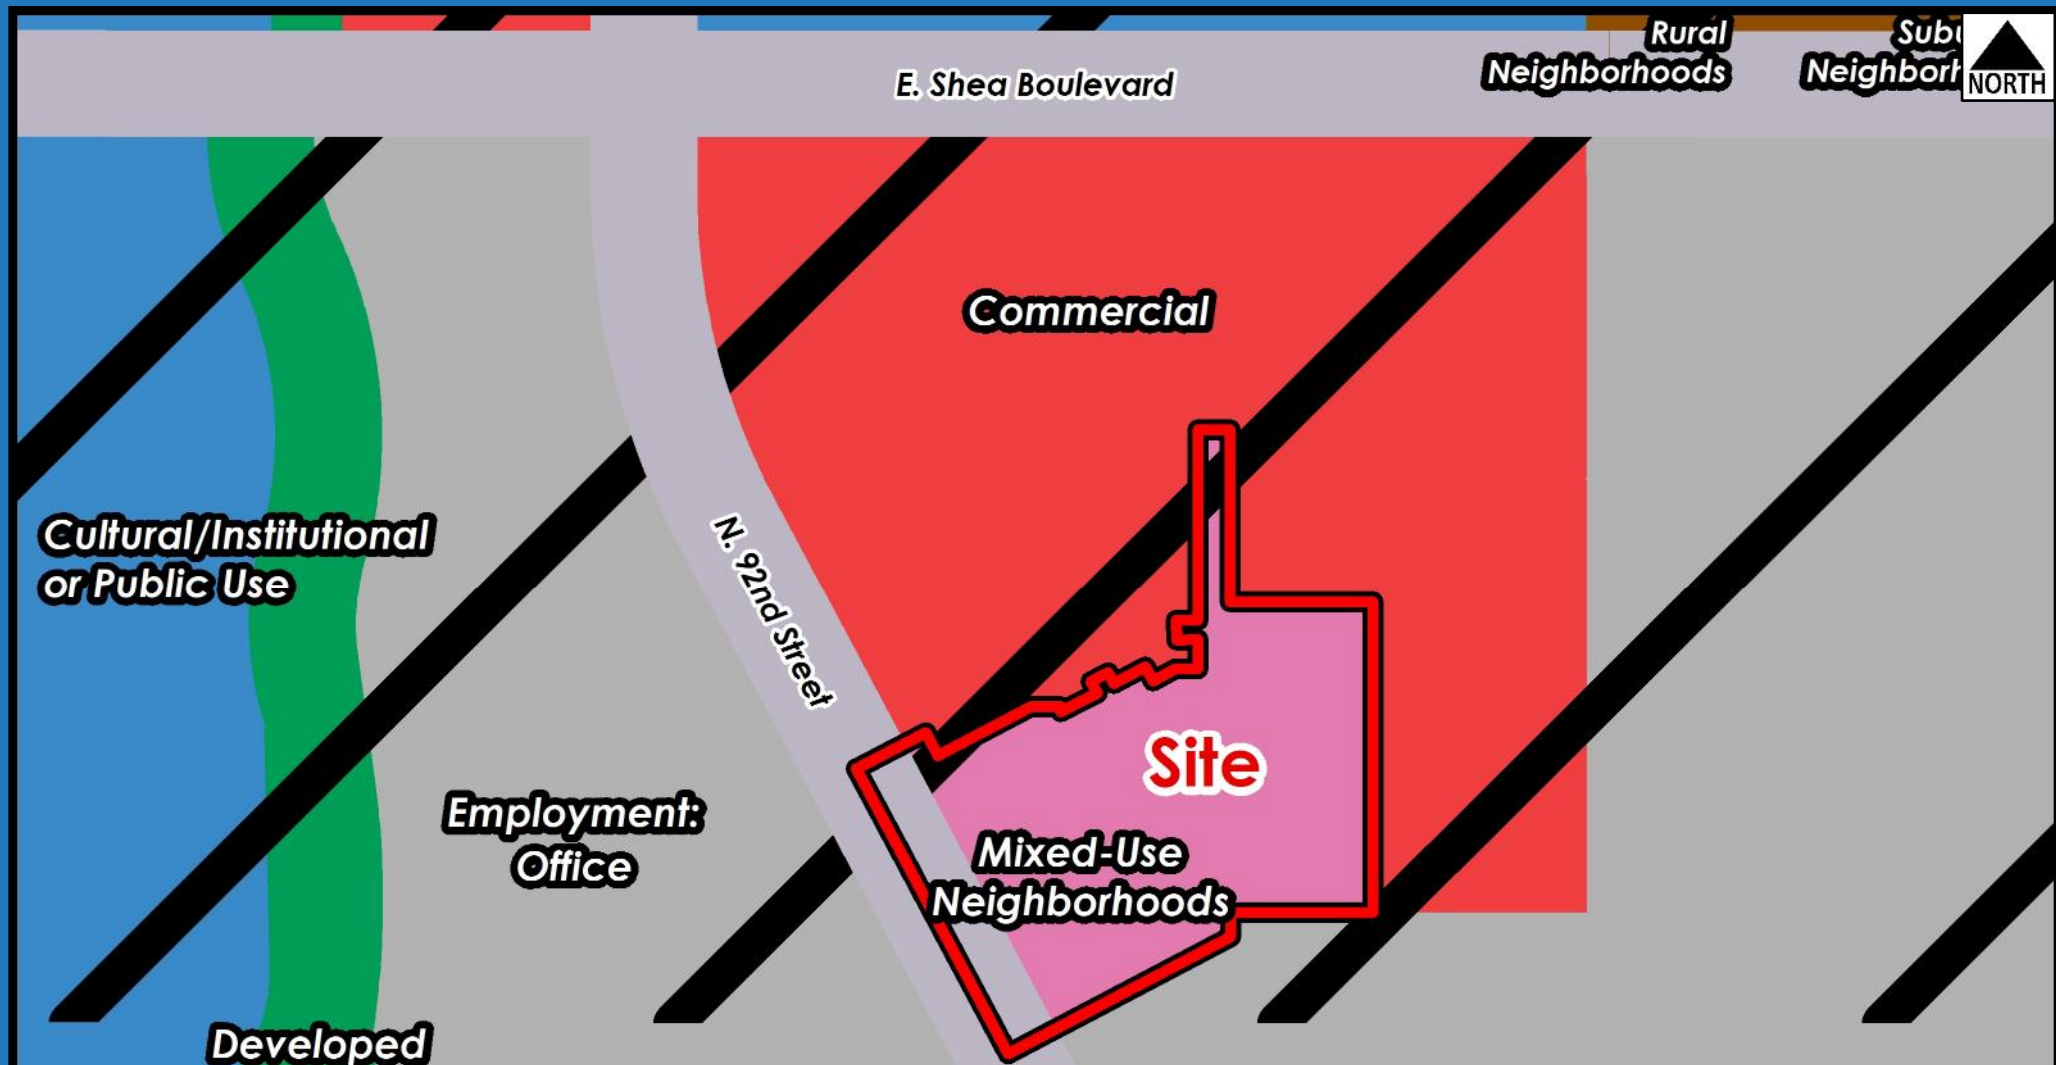 Rural
Neighborhoods
Neighborh
NORTH
E. Shea Boulevard
Commercial
Cultural/Institutional
or Public Use
N. 92nd Street
Site
Employment:
Office
Mixed-Use
Neighborhoods
Developed